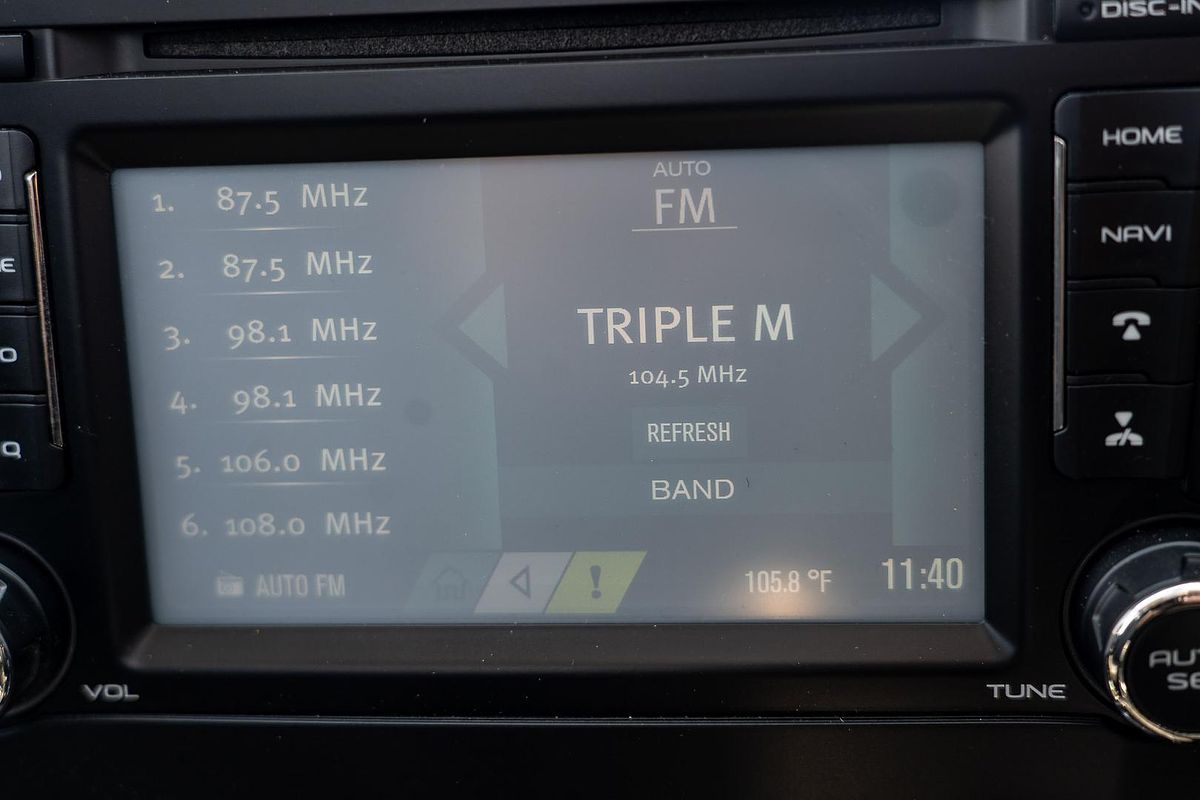 DISC-IN
1. 87.5 MHz
2. 87.5 MHz
3. 98.1 MHz
4. 98.1 MHz
5. 106.0 MHz
6. 108.0 MHz
AUTO FM
AUTO
FM
TRIPLE M
104.5 MHz
REFRESH
BAND
!
105.8 °F
11:40
HOME
NAVI
VOL
TUNE